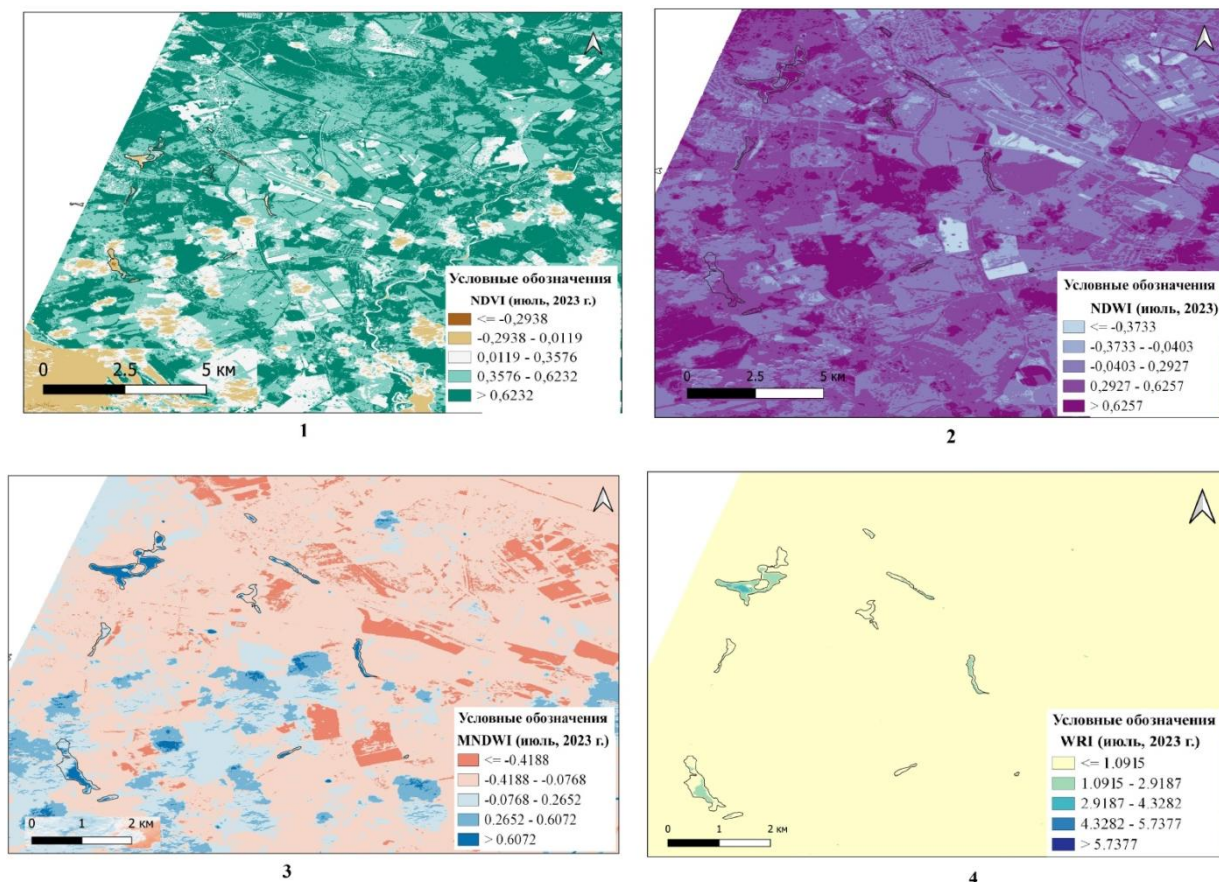 Условные обозначения
NDVI (июль, 2023 г.)
<= -0,2938
-0,2938 - 0,0119
0,0119 - 0,3576
0,3576 - 0,6232
> 0,6232
0 2.5 5 км
1
Условные обозначения
NDWI (июль, 2023)
<= -0,3733
-0,3733 - -0,0403
-0,0403 - 0,2927
0,2927 - 0,6257
> 0,6257
0 2.5 5 км
2
Условные обозначения
MNDWI (июль, 2023 г.)
<= -0.4188
-0.4188 - -0.0768
-0.0768 - 0.2652
0.2652 - 0.6072
> 0.6072
0 1 2 км
3
Условные обозначения
WRI (июль, 2023 г.)
<= 1.0915
1.0915 - 2.9187
2.9187 - 4.3282
4.3282 - 5.7377
> 5.7377
0 1 2 км
4